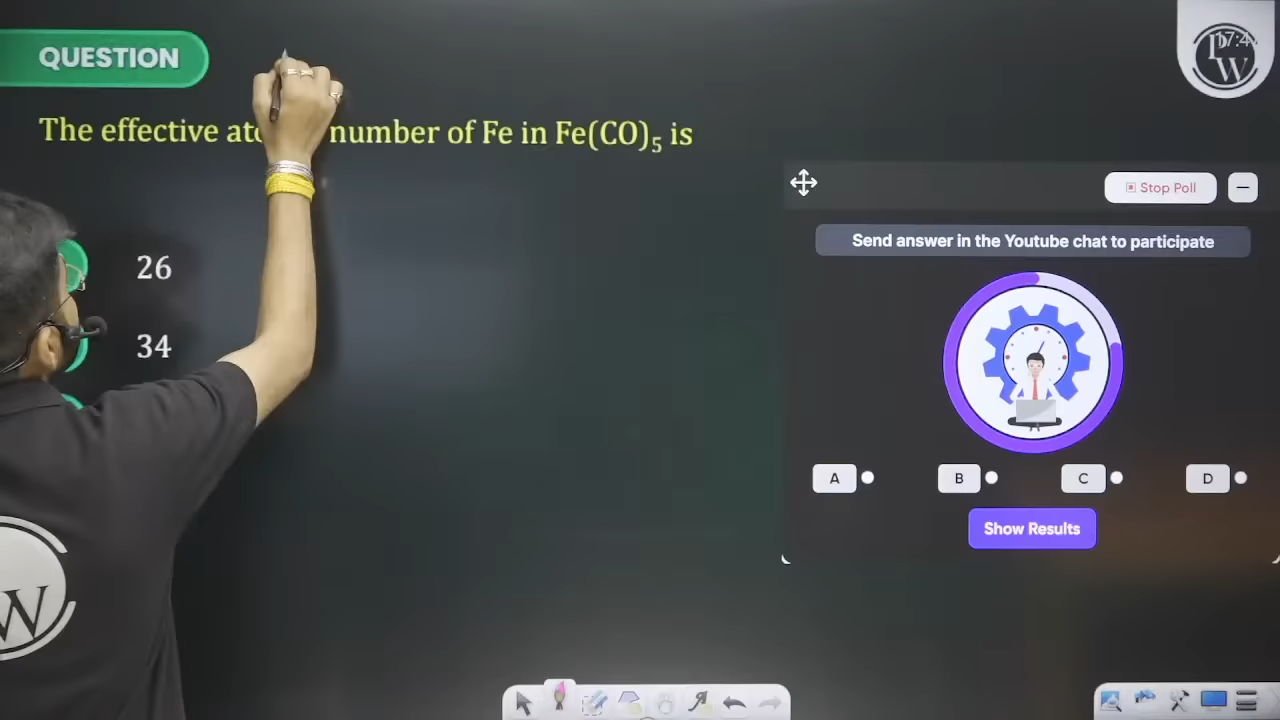 QUESTION
The effective number of Fe in Fe(CO)₅ is
26
34
Stop Poll
Send answer in the Youtube chat to participate
A
B
C
D
Show Results
W
W